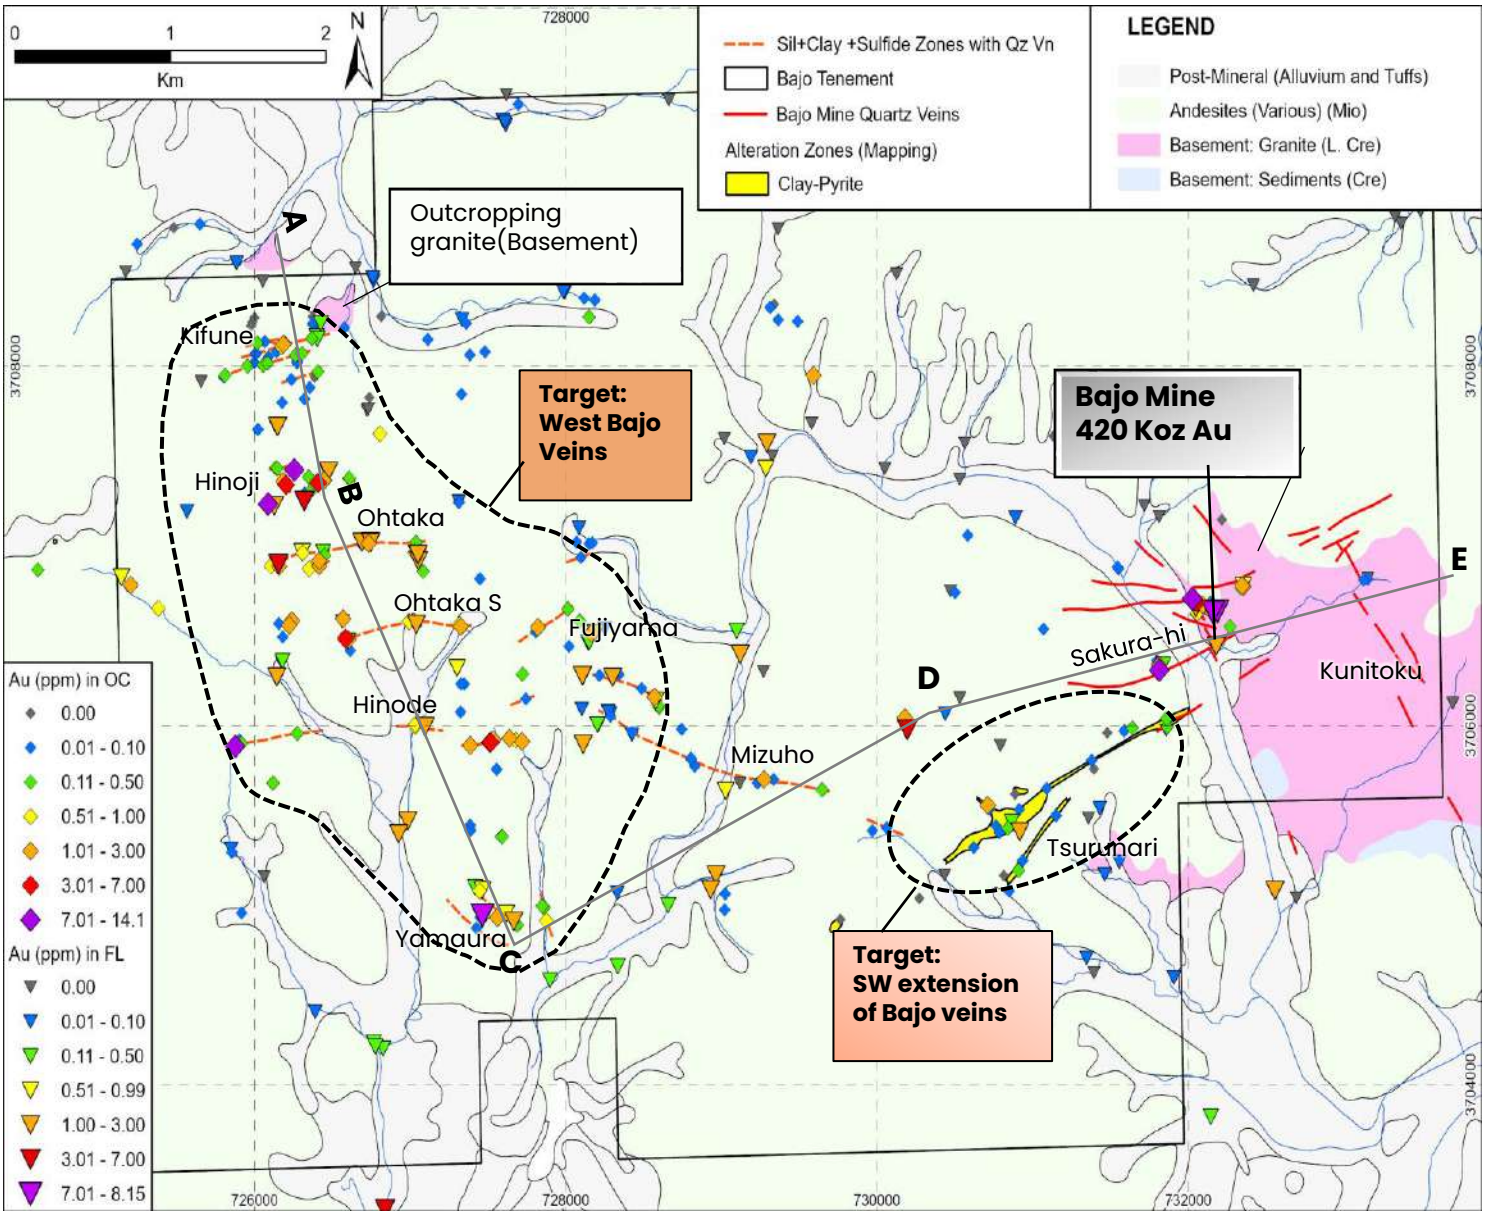 0 1 2
Km
N
728000
Sil+Clay +Sulfide Zones with Qz Vn
Bajo Tenement
Bajo Mine Quartz Veins
Alteration Zones (Mapping)
Clay-Pyrite
LEGEND
Post-Mineral (Alluvium and Tuffs)
Andesites (Various) (Mio)
Basement: Granite (L. Cre)
Basement: Sediments (Cre)
A
Outcropping
granite(Basement)
Kifune
3708000
3708000
Target:
West Bajo
Veins
Bajo Mine
420 Koz Au
Hinoji
B
Ohtaka
E
Ohtaka S
Fujiyama
Sakura-hi
Kunitoku
D
Hinode
Mizuho
3706000
Tsurunari
Yamaura
C
Target:
SW extension
of Bajo veins
3704000
Au (ppm) in OC
0.00
0.01 - 0.10
0.11 - 0.50
0.51 - 1.00
1.01 - 3.00
3.01 - 7.00
7.01 - 14.1
Au (ppm) in FL
0.00
0.01 - 0.10
0.11 - 0.50
0.51 - 0.99
1.00 - 3.00
3.01 - 7.00
7.01 - 8.15
726000
728000
730000
732000